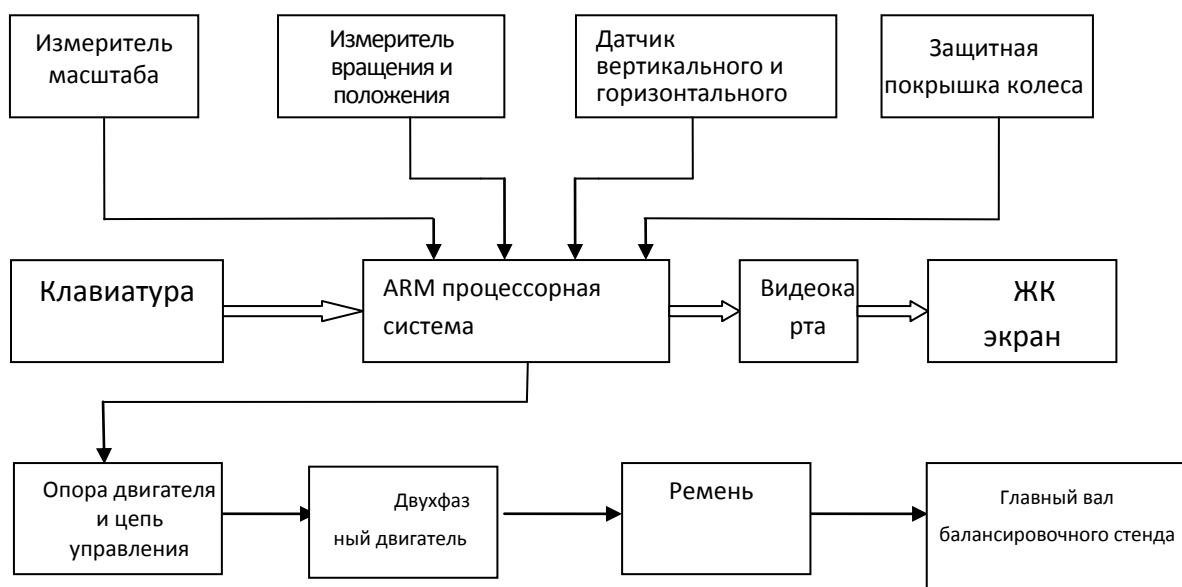 Измеритель
масштаба
Измеритель
вращения и
положения
Датчик
вертикального и
горизонтального
Защитная
покрышка колеса
Клавиатура
ARM процессорная
система
Видеока
рта
ЖК
экран
Опора двигателя
и цепь
управления
Двухфаз
ный двигатель
Ремень
Главный вал
балансировочного стенда